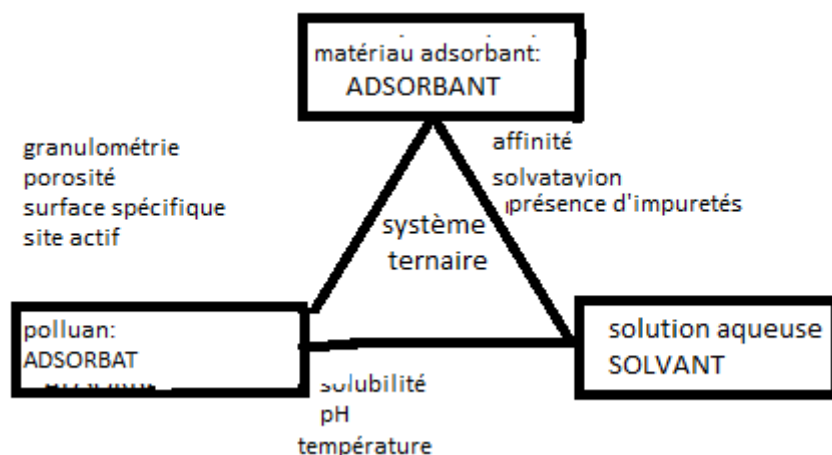 matériau adsorbant:
ADSORBANT
granulométrie
porosité
surface spécifique
site actif
affinité
solvatayion
présence d'impuretés
système
ternaire
polluan:
ADSORBAT
solution aqueuse
SOLVANT
solubilité
pH
température